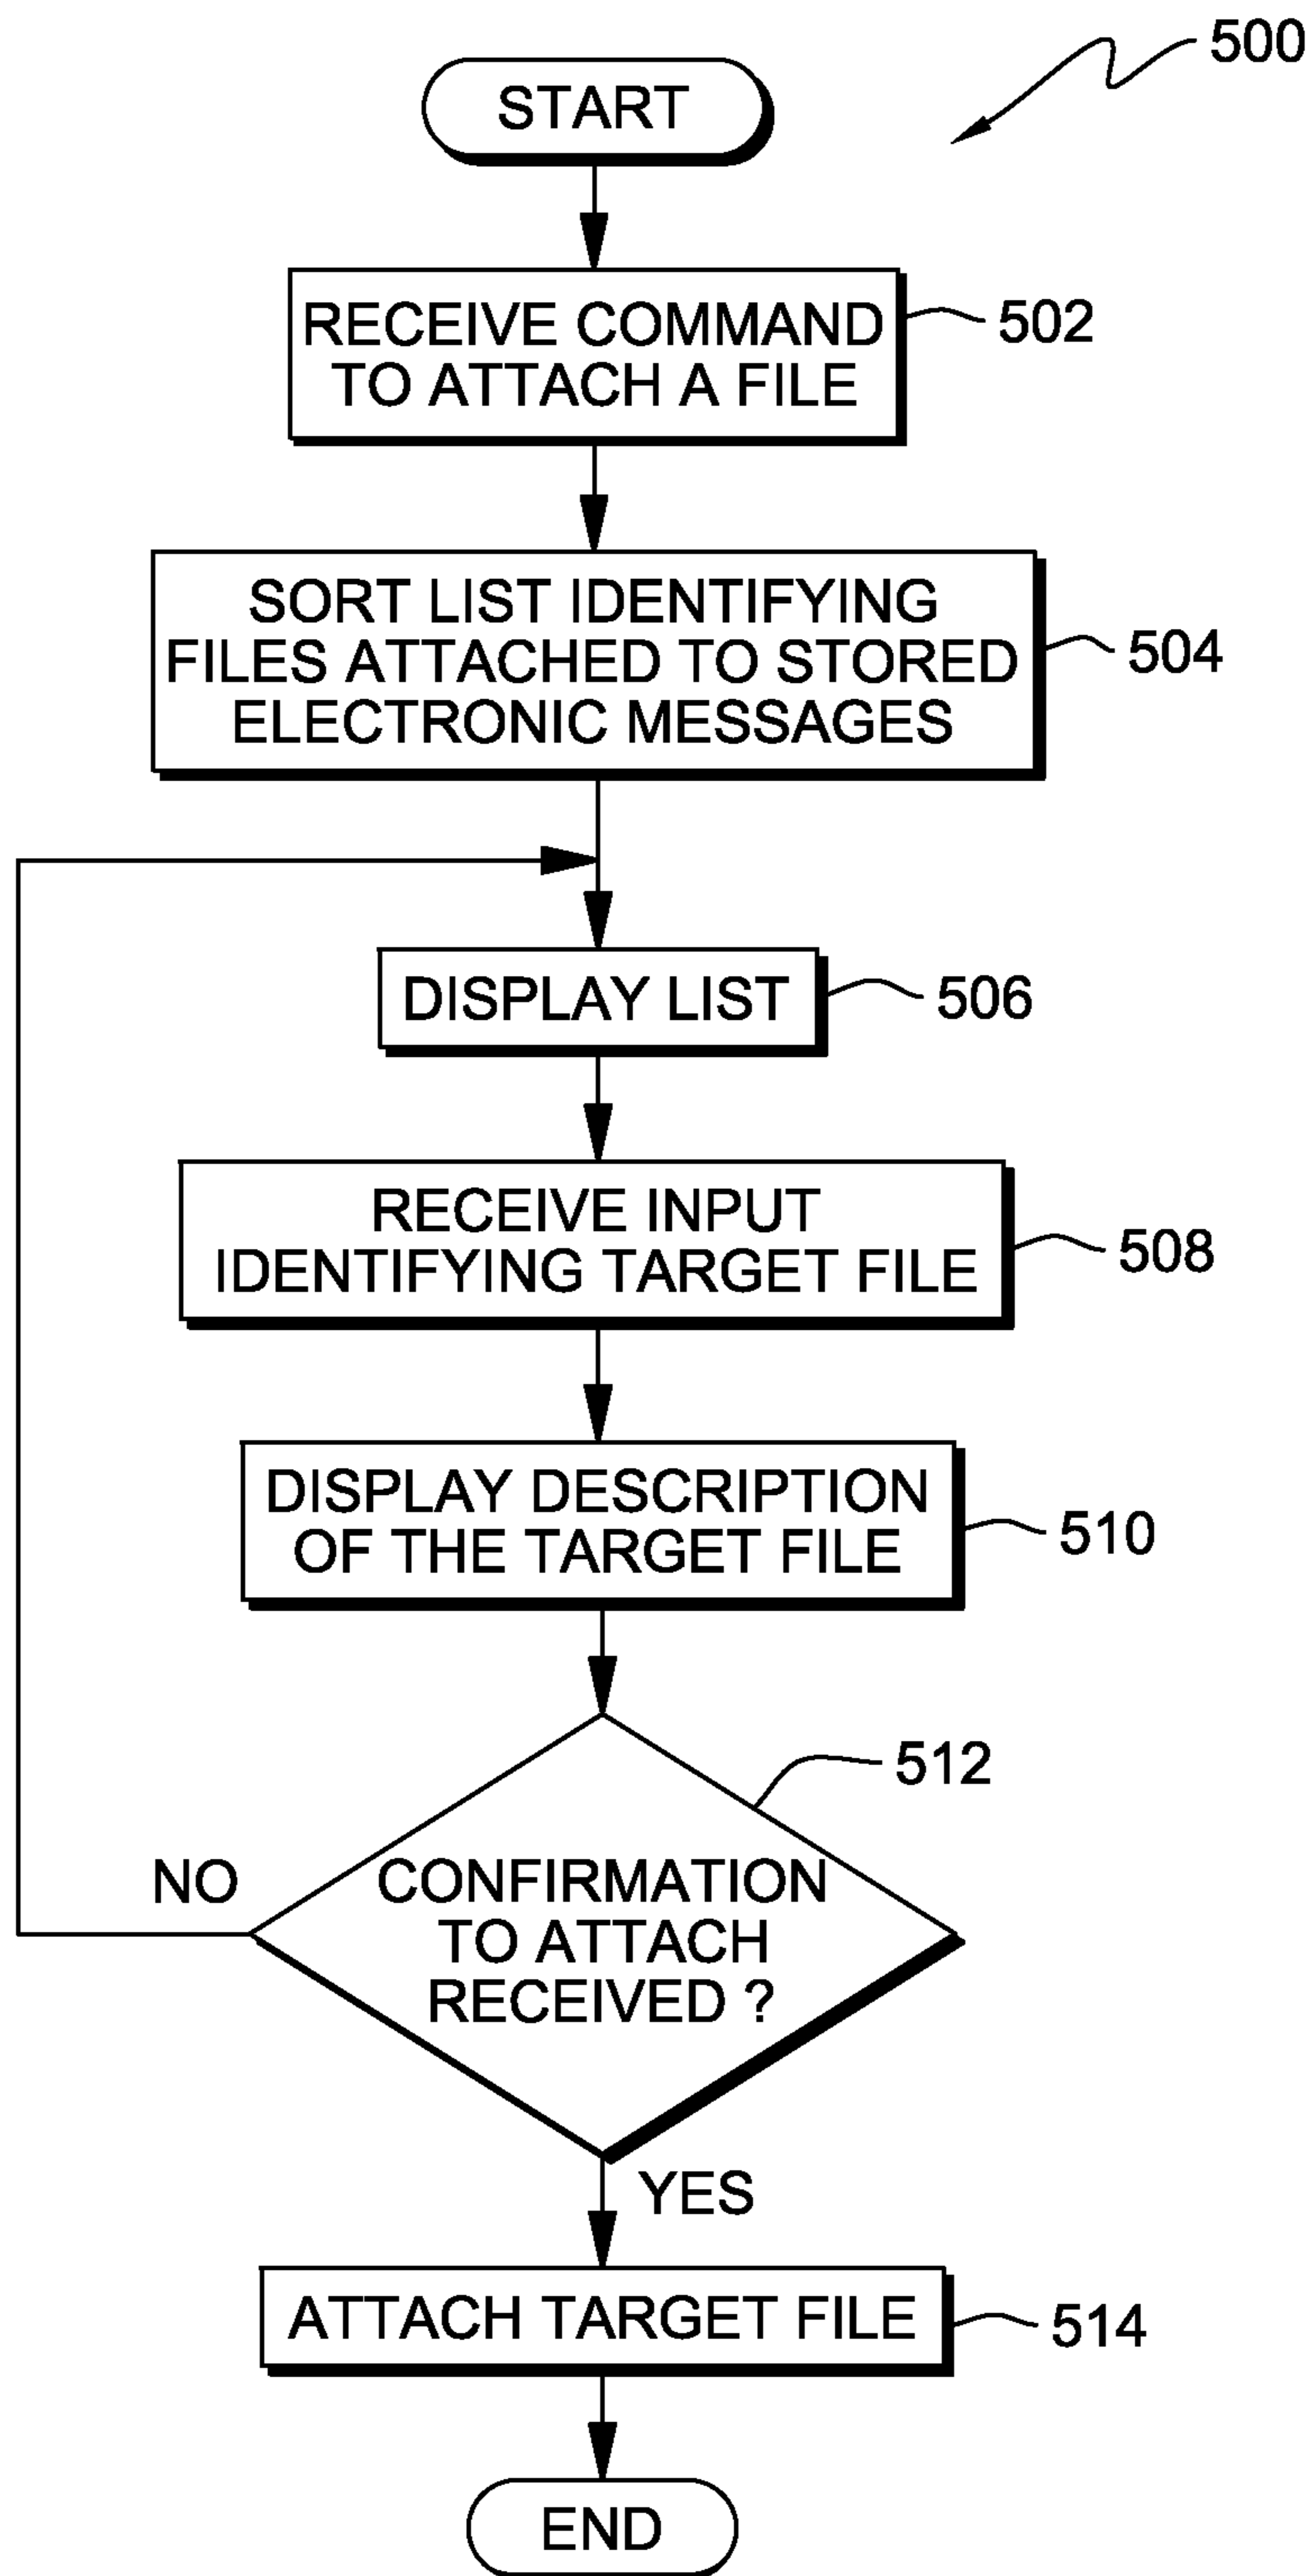 500
START
RECEIVE COMMAND
TO ATTACH A FILE
502
SORT LIST IDENTIFYING
FILES ATTACHED TO STORED
ELECTRONIC MESSAGES
504
DISPLAY LIST
506
RECEIVE INPUT
IDENTIFYING TARGET FILE
508
DISPLAY DESCRIPTION
OF THE TARGET FILE
510
512
NO
CONFIRMATION
TO ATTACH
RECEIVED ?
YES
ATTACH TARGET FILE
514
END